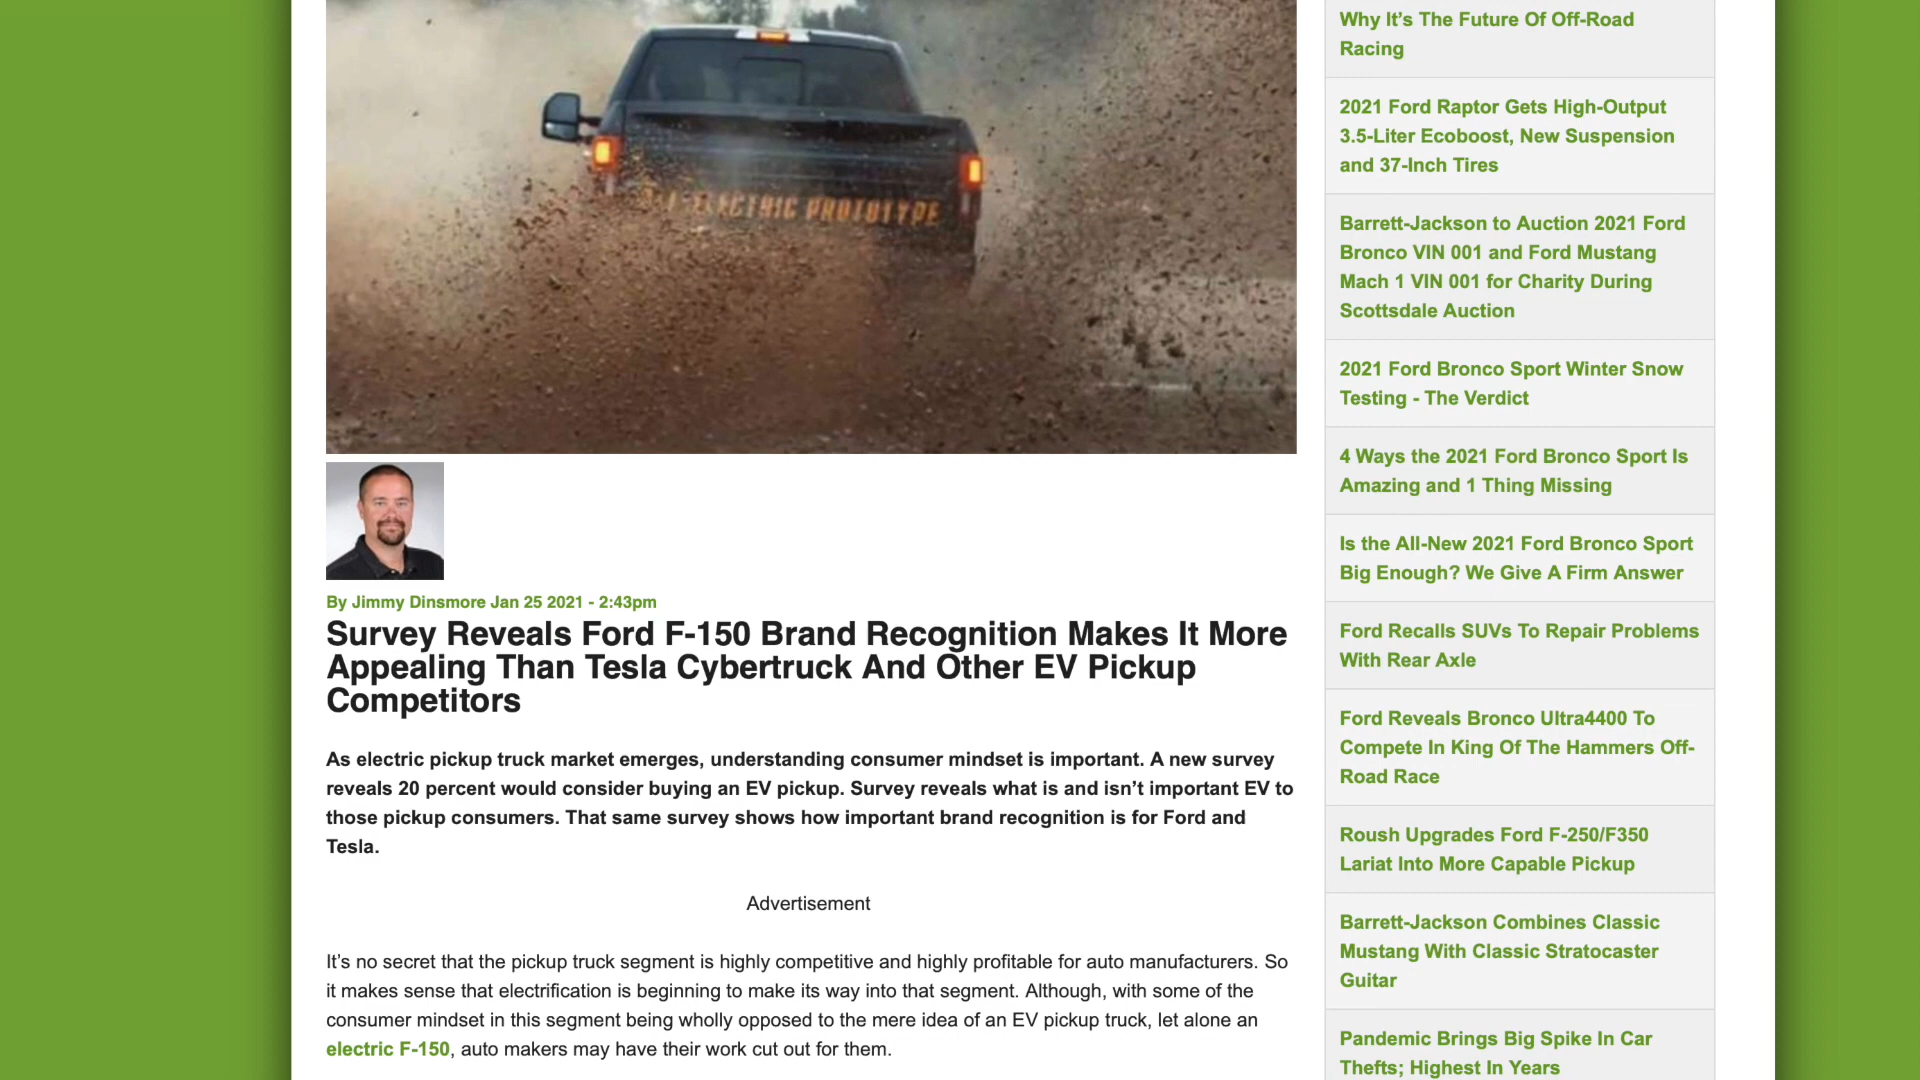 ELECTRIC PROTOTYPE
By Jimmy Dinsmore Jan 25 2021 - 2:43pm
Survey Reveals Ford F-150 Brand Recognition Makes It More
Appealing Than Tesla Cybertruck And Other EV Pickup
Competitors
As electric pickup truck market emerges, understanding consumer mindset is important. A new survey
reveals 20 percent would consider buying an EV pickup. Survey reveals what is and isn’t important EV to
those pickup consumers. That same survey shows how important brand recognition is for Ford and
Tesla.
Advertisement
It’s no secret that the pickup truck segment is highly competitive and highly profitable for auto manufacturers. So
it makes sense that electrification is beginning to make its way into that segment. Although, with some of the
consumer mindset in this segment being wholly opposed to the mere idea of an EV pickup truck, let alone an
electric F-150, auto makers may have their work cut out for them.
Why It’s The Future Of Off-Road
Racing
2021 Ford Raptor Gets High-Output
3.5-Liter Ecoboost, New Suspension
and 37-Inch Tires
Barrett-Jackson to Auction 2021 Ford
Bronco VIN 001 and Ford Mustang
Mach 1 VIN 001 for Charity During
Scottsdale Auction
2021 Ford Bronco Sport Winter Snow
Testing - The Verdict
4 Ways the 2021 Ford Bronco Sport Is
Amazing and 1 Thing Missing
Is the All-New 2021 Ford Bronco Sport
Big Enough? We Give A Firm Answer
Ford Recalls SUVs To Repair Problems
With Rear Axle
Ford Reveals Bronco Ultra4400 To
Compete In King Of The Hammers Off-
Road Race
Roush Upgrades Ford F-250/F350
Lariat Into More Capable Pickup
Barrett-Jackson Combines Classic
Mustang With Classic Stratocaster
Guitar
Pandemic Brings Big Spike In Car
Thefts; Highest In Years